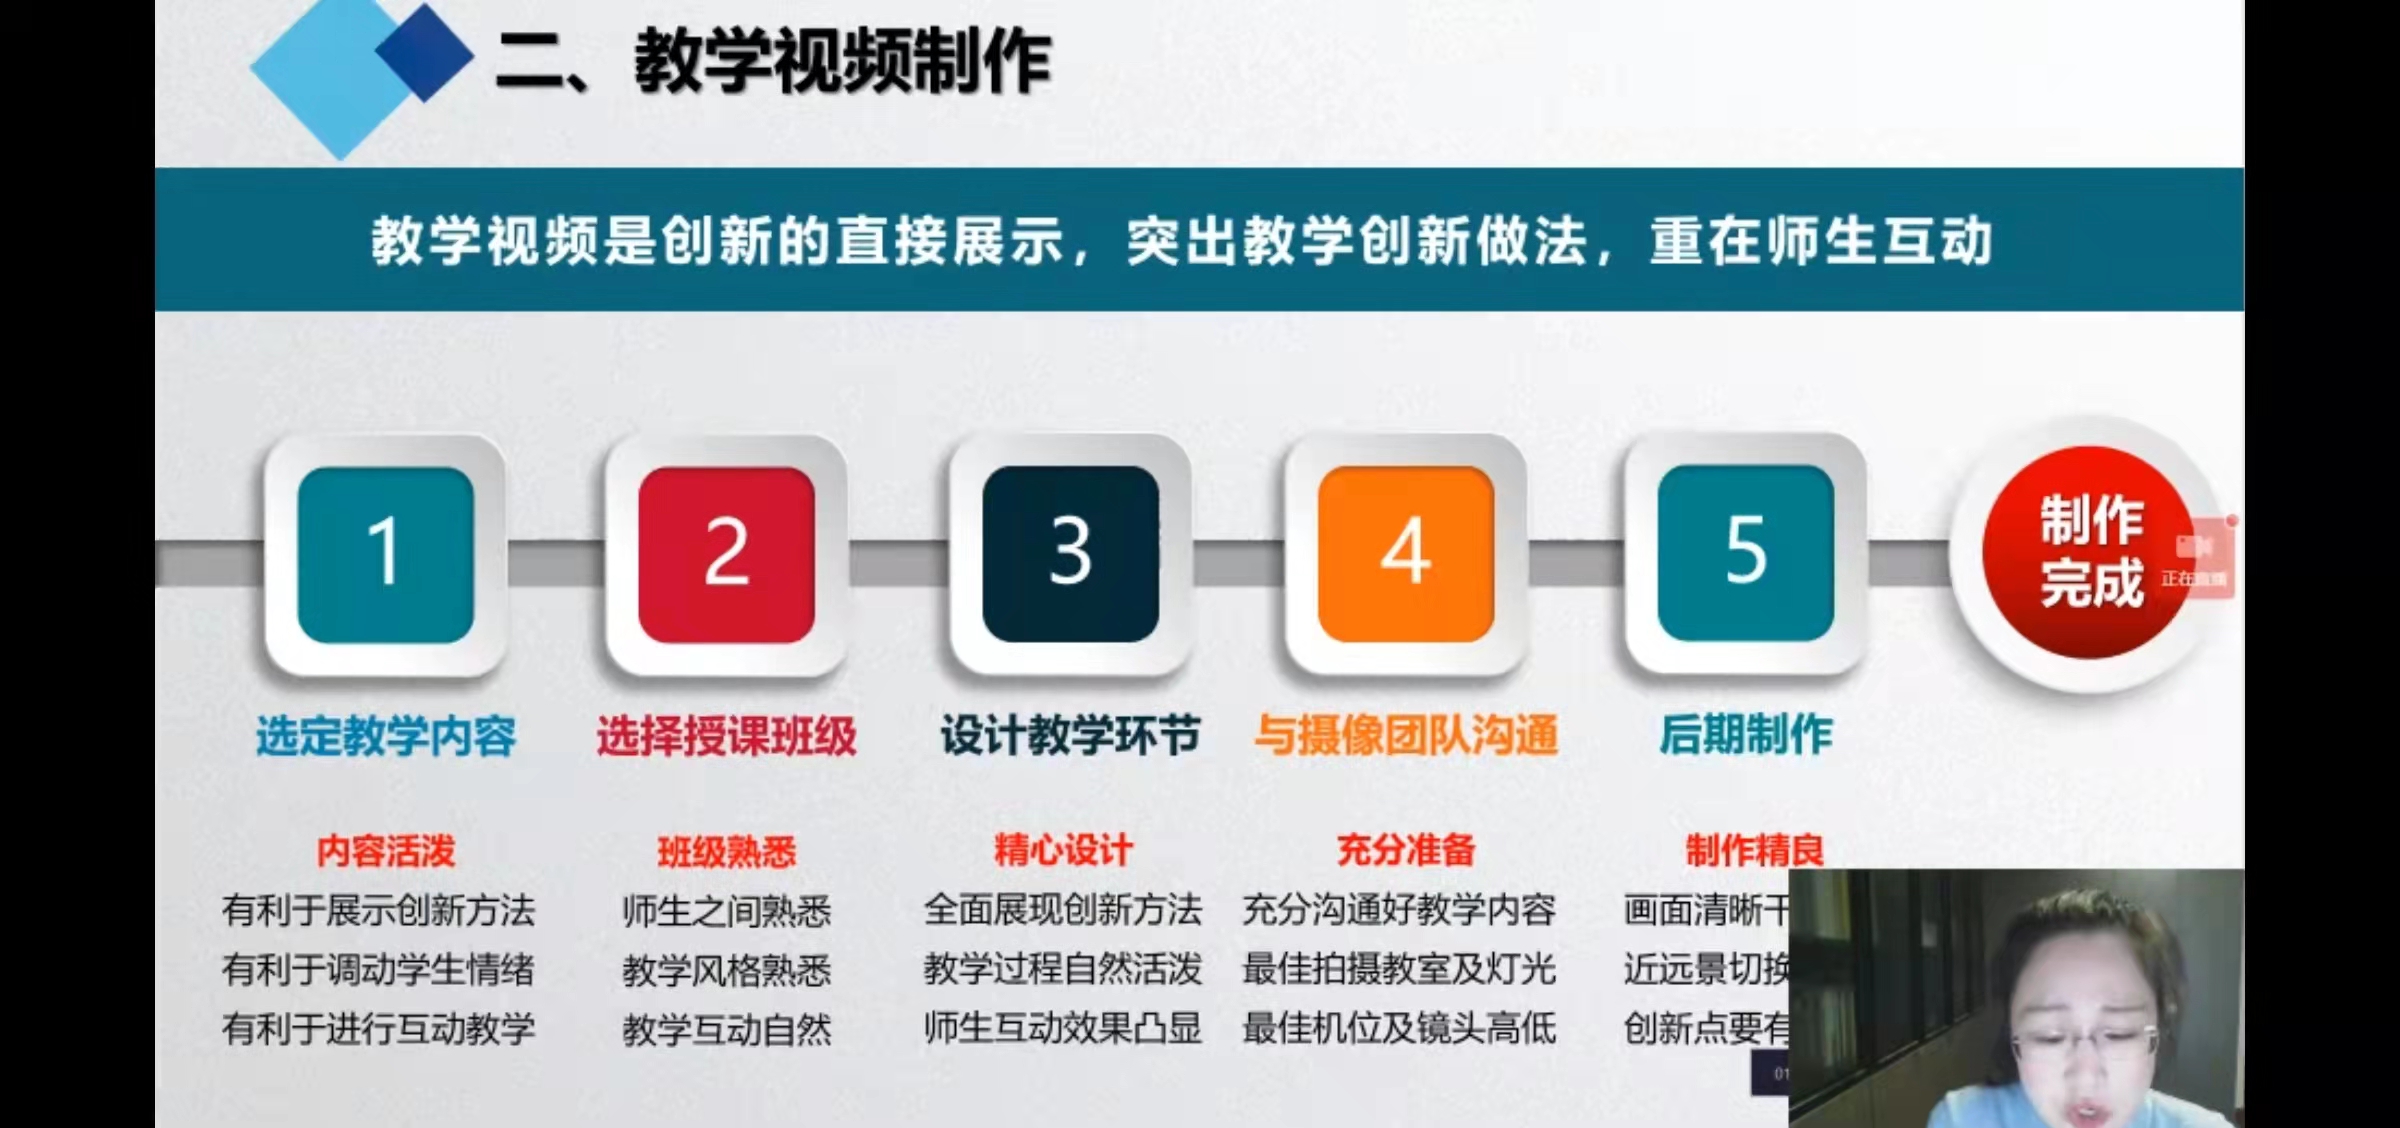 二、教学视频制作
教学视频是创新的直接展示，突出教学创新做法，重在师生互动
1
2
3
4
5
制作
完成
正在直播
选定教学内容
选择授课班级
设计教学环节
与摄像团队沟通
后期制作
内容活泼
有利于展示创新方法
有利于调动学生情绪
有利于进行互动教学
班级熟悉
师生之间熟悉
教学风格熟悉
教学互动自然
精心设计
全面展现创新方法
教学过程自然活泼
师生互动效果凸显
充分准备
充分沟通好教学内容
最佳拍摄教室及灯光
最佳机位及镜头高低
制作精良
画面清晰干
近远景切换
创新点要有
01